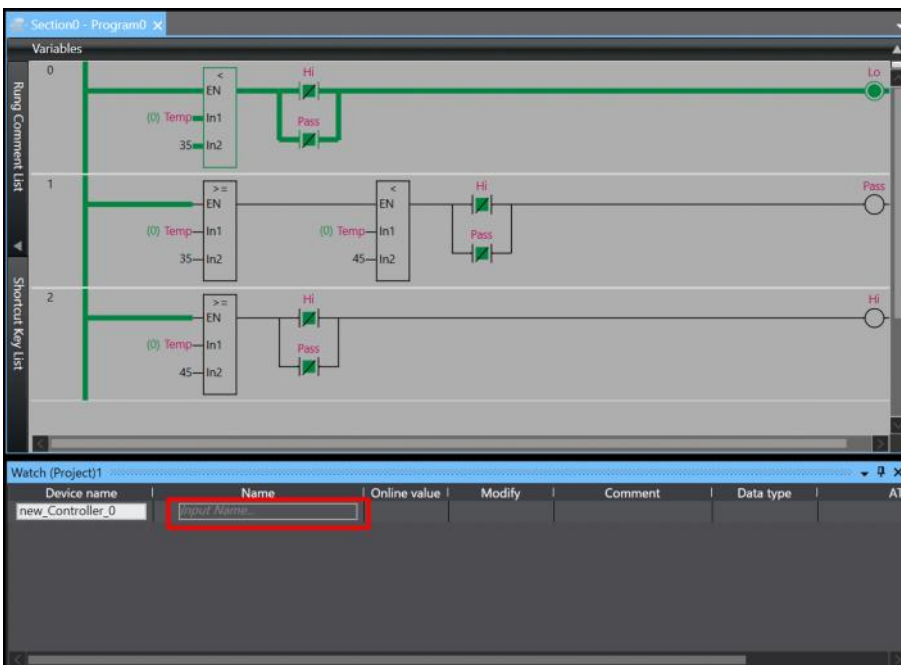 Section0 - Program0
Variables
Rung Comment List
Shortcut Key List
0
<
EN
Hi
Lo
(0) Temp In1
Pass
35 In2
1
>=
EN
<
EN
Hi
Pass
(0) Temp In1
(0) Temp In1
Pass
35 In2
45 In2
2
>=
EN
Hi
Hi
(0) Temp In1
Pass
45 In2
Watch (Project)1
Device name Name Online value Modify Comment Data type AT
new_Controller_0 Input Name...